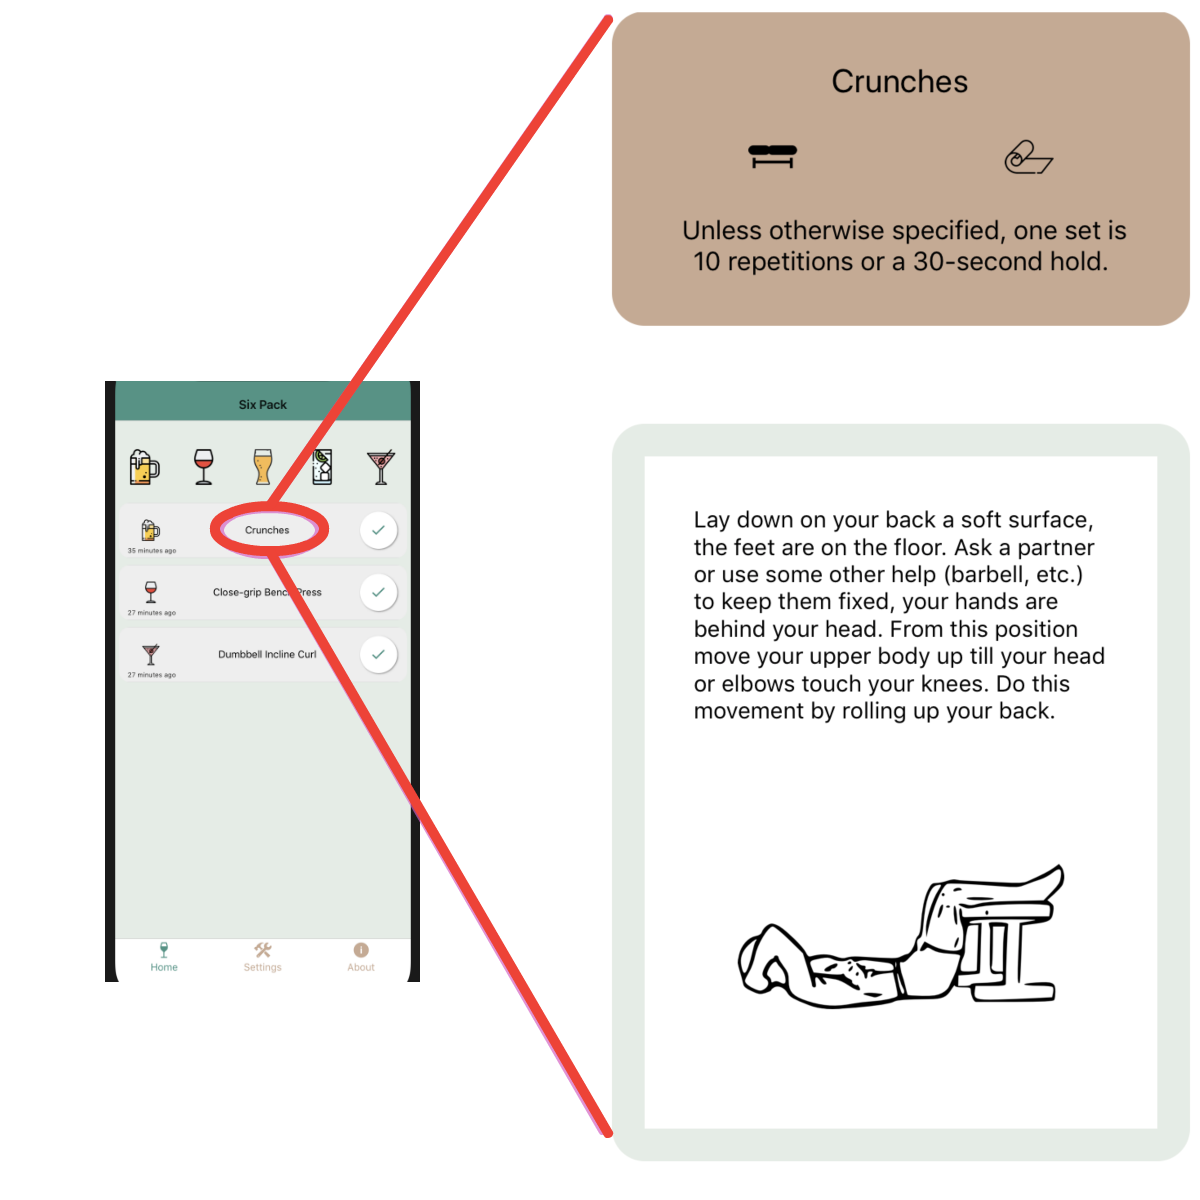 Crunches
Unless otherwise specified, one set is
10 repetitions or a 30-second hold.
Six Pack
Crunches
35 minutes ago
Close-grip Bench Press
27 minutes ago
Dumbbell Incline Curl
27 minutes ago
Home
Settings
About
Lay down on your back a soft surface,
the feet are on the floor. Ask a partner
or use some other help (barbell, etc.)
to keep them fixed, your hands are
behind your head. From this position
move your upper body up till your head
or elbows touch your knees. Do this
movement by rolling up your back.